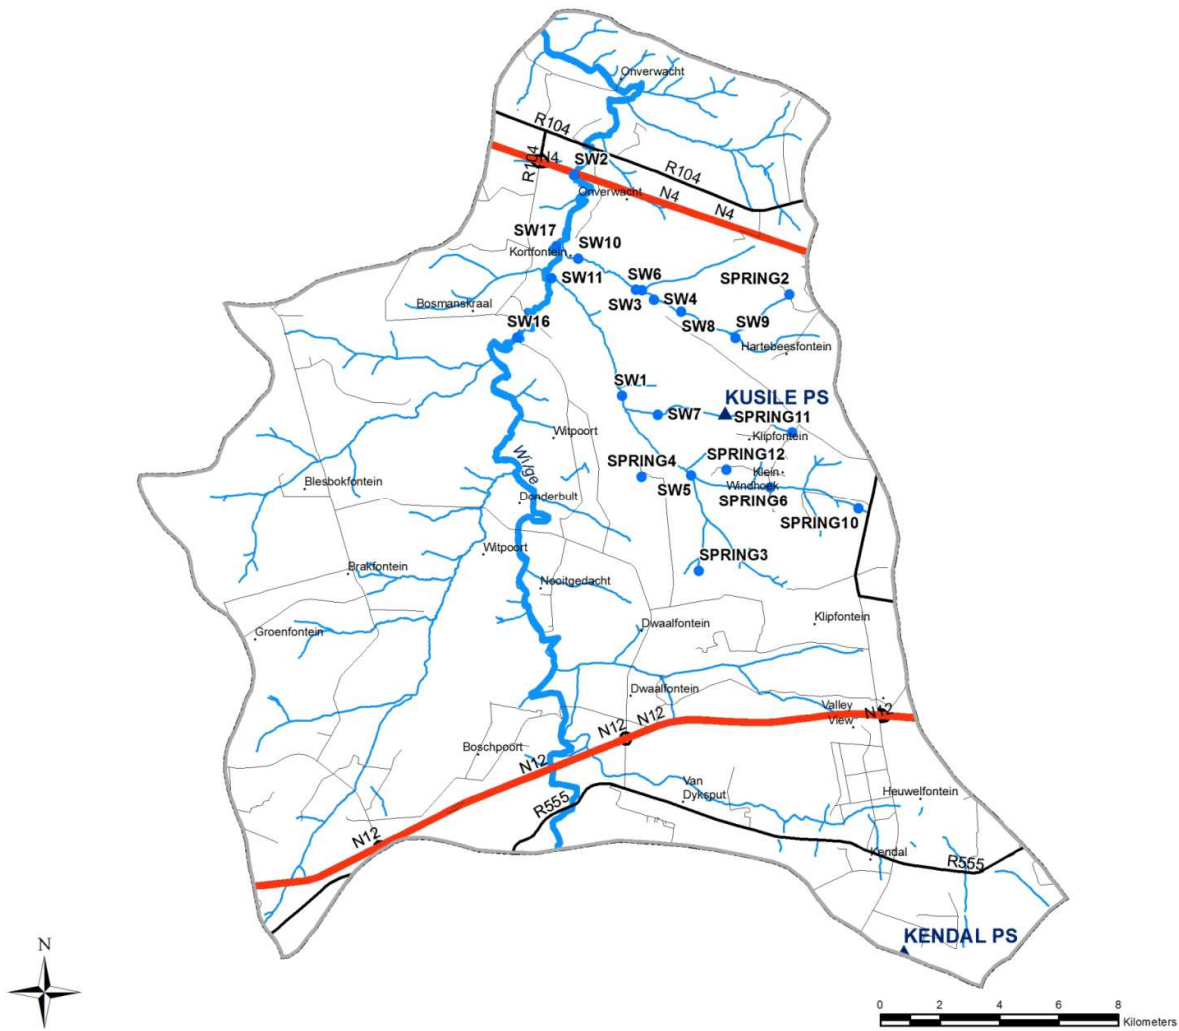 Onverwacht
R104
R104
R104
N4
SW2
Onverwacht
N4
N4
SW17
SW10
Kortfontein
SW11
SW6
SPRING2
SW3
SW4
Bosmanskraal
SW16
SW8
SW9
Hartebeesfontein
SW1
KUSILE PS
SW7
SPRING11
Witpoort
Klipfontein
Wilge
SPRING4
SPRING12
Klein
Blesbokfontein
SW5
Windhoek
Donderbult
SPRING6
SPRING10
Witpoort
SPRING3
Brakfontein
Nooitgedacht
Klipfontein
Groenfontein
Dwaalfontein
Dwaalfontein
Valley
View
N12
N12
N12
Boschpoort
N12
Van
Dyksput
Heuwelfontein
R555
N12
Kendal
R555
KENDAL PS
N
0 2 4 6 8
Kilometers